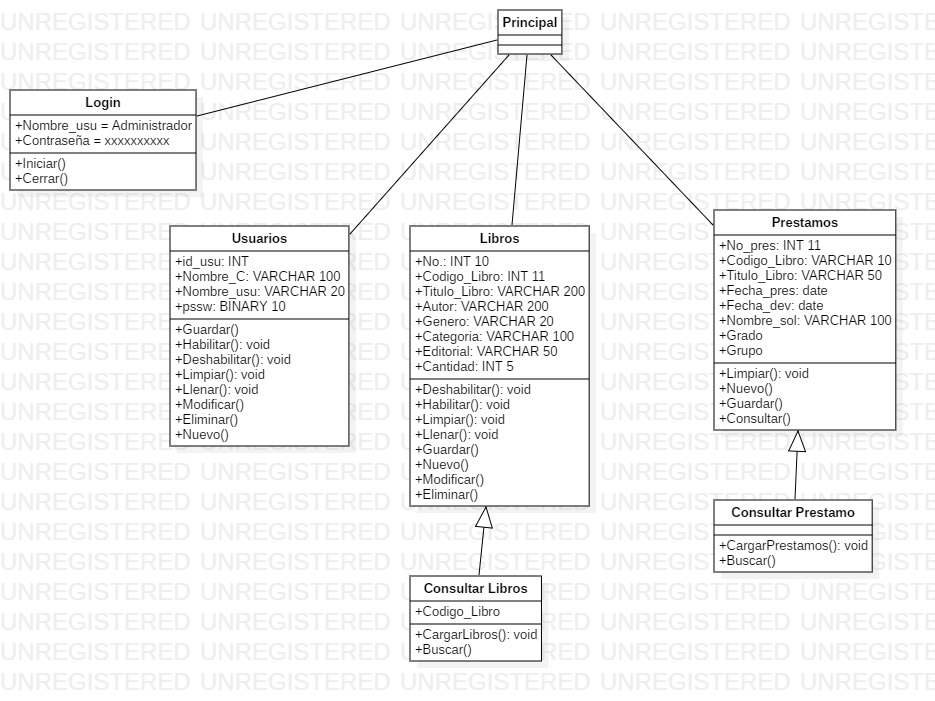 Principal
Login
+Nombre_usu = Administrador
+Contraseña = xxxxxxxxxx
+Iniciar()
+Cerrar()
Usuarios
+id_usu: INT
+Nombre_C: VARCHAR 100
+Nombre_usu: VARCHAR 20
+pssw: BINARY 10
+Guardar()
+Habilitar(): void
+Deshabilitar(): void
+Limpiar(): void
+Llenar(): void
+Modificar()
+Eliminar()
+Nuevo()
Libros
+No.: INT 10
+Codigo_Libro: INT 11
+Titulo_Libro: VARCHAR 200
+Autor: VARCHAR 200
+Genero: VARCHAR 20
+Categoria: VARCHAR 100
+Editorial: VARCHAR 50
+Cantidad: INT 5
+Deshabilitar(): void
+Habilitar(): void
+Limpiar(): void
+Llenar(): void
+Guardar()
+Nuevo()
+Modificar()
+Eliminar()
Prestamos
+No_pres: INT 11
+Codigo_Libro: VARCHAR 10
+Titulo_Libro: VARCHAR 50
+Fecha_pres: date
+Fecha_dev: date
+Nombre_sol: VARCHAR 100
+Grado
+Grupo
+Limpiar(): void
+Nuevo()
+Guardar()
+Consultar()
Consultar Libros
+Codigo_Libro
+CargarLibros(): void
+Buscar()
Consultar Prestamo
+CargarPrestamos(): void
+Buscar()
UNREGISTERED